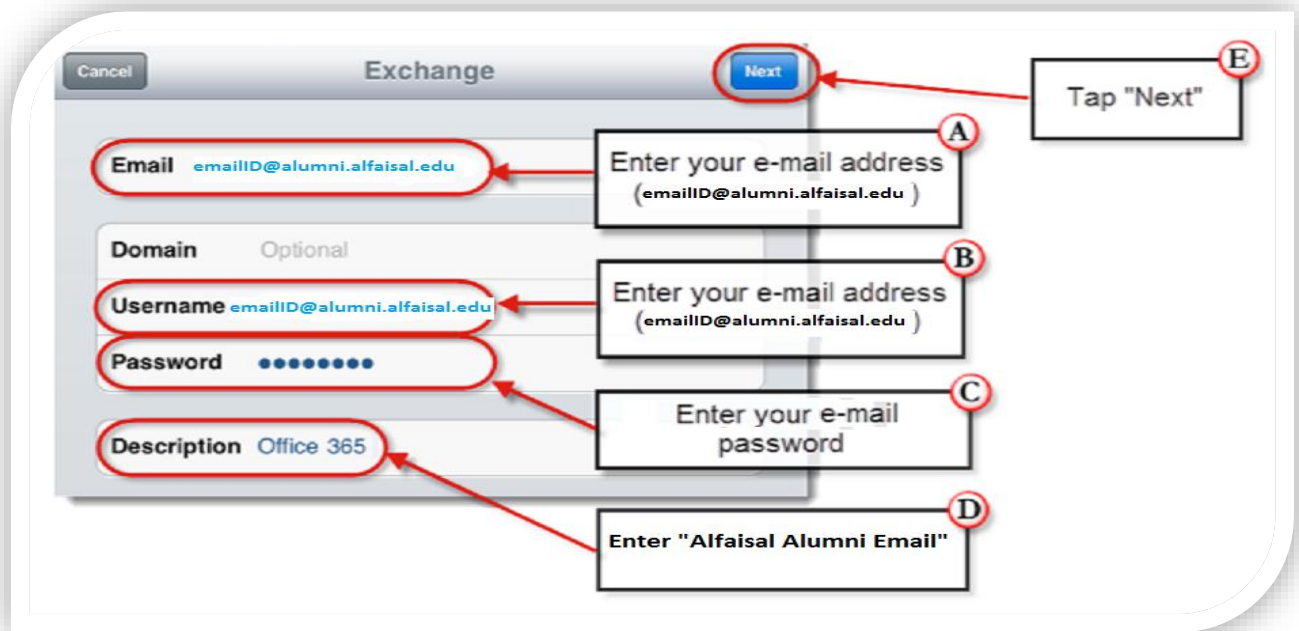 Cancel Exchange Next
E
Tap "Next"
Email emailID@alumni.alfaisal.edu
A
Enter your e-mail address
(emailID@alumni.alfaisal.edu )
Domain Optional
B
Username emailID@alumni.alfaisal.edu
Enter your e-mail address
(emailID@alumni.alfaisal.edu )
Password ••••••••
C
Enter your e-mail
password
Description Office 365
D
Enter "Alfaisal Alumni Email"